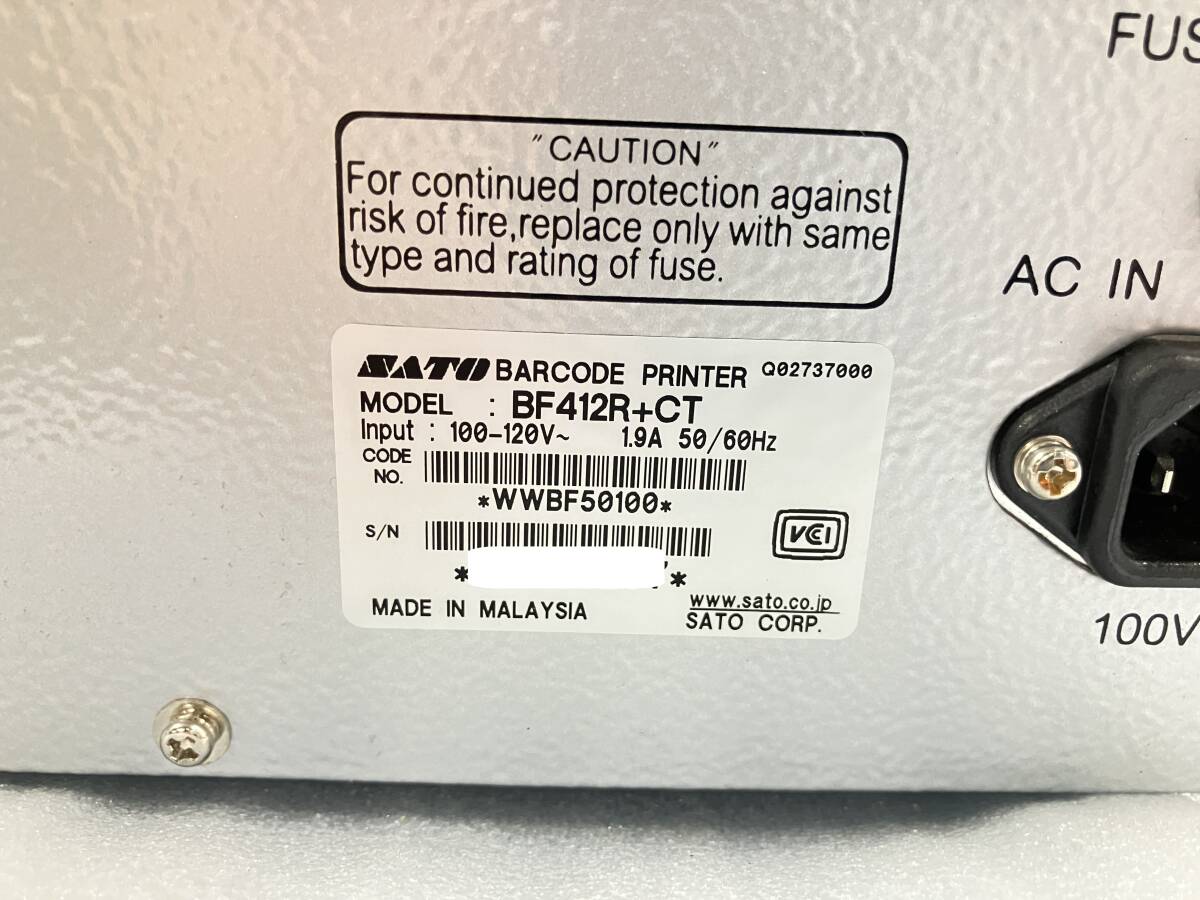 FUS
"CAUTION"
For continued protection against
risk of fire,replace only with same
type and rating of fuse.
AC IN
SATO BARCODE PRINTER Q02737000
MODEL : BF412R+CT
Input : 100-120V~ 1.9A 50/60Hz
CODE
NO.
*WWBF50100*
S/N
VCCI
* *
MADE IN MALAYSIA
www.sato.co.jp
SATO CORP.
100V